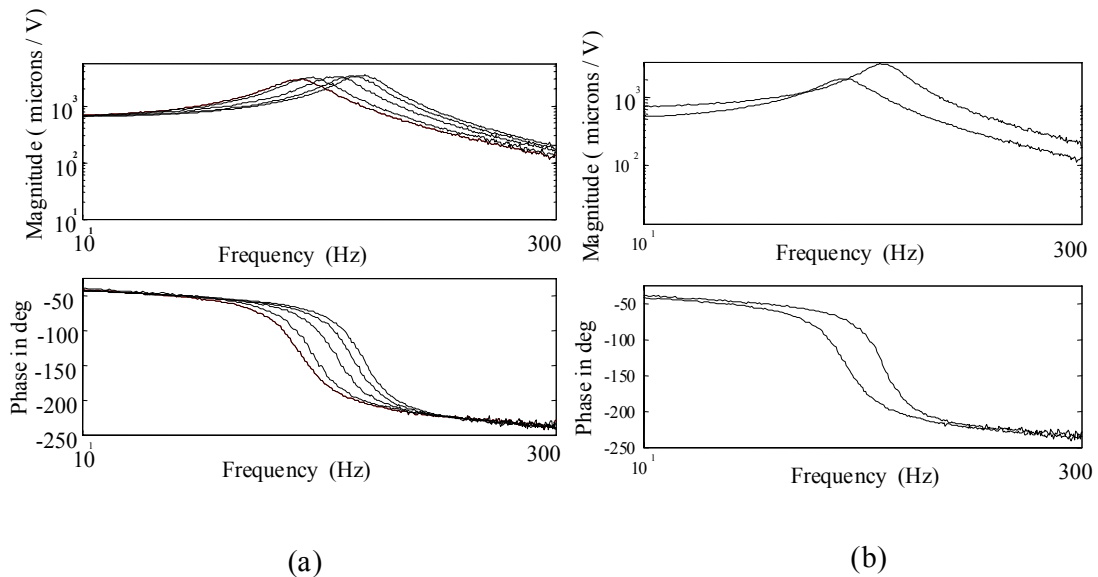 Magnitude ( microns / V)
10³
10²
10¹
10¹
Frequency (Hz)
300
Phase in deg
-50
-100
-150
-200
-250
10¹
Frequency (Hz)
300
(a)
Magnitude ( microns / V)
10³
10²
10¹
Frequency (Hz)
300
Phase in deg
-50
-100
-150
-200
-250
10¹
Frequency (Hz)
300
(b)